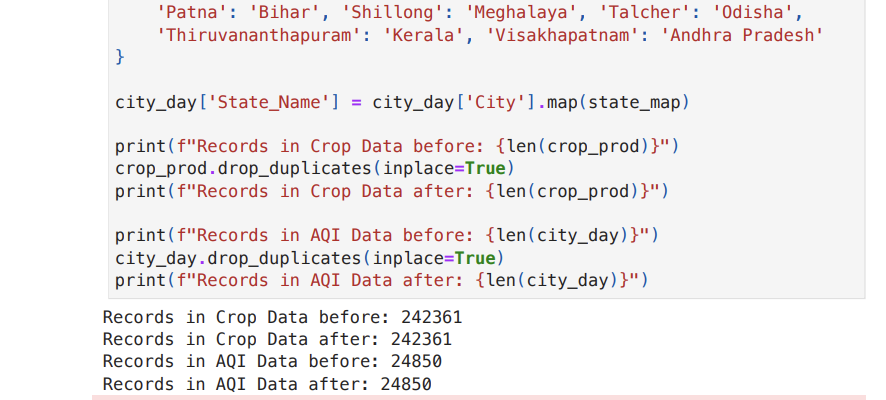 'Patna': 'Bihar', 'Shillong': 'Meghalaya', 'Talcher': 'Odisha',
'Thiruvananthapuram': 'Kerala', 'Visakhapatnam': 'Andhra Pradesh'
}
city_day['State_Name'] = city_day['City'].map(state_map)
print(f"Records in Crop Data before: {len(crop_prod)}")
crop_prod.drop_duplicates(inplace=True)
print(f"Records in Crop Data after: {len(crop_prod)}")
print(f"Records in AQI Data before: {len(city_day)}")
city_day.drop_duplicates(inplace=True)
print(f"Records in AQI Data after: {len(city_day)}")
Records in Crop Data before: 242361
Records in Crop Data after: 242361
Records in AQI Data before: 24850
Records in AQI Data after: 24850